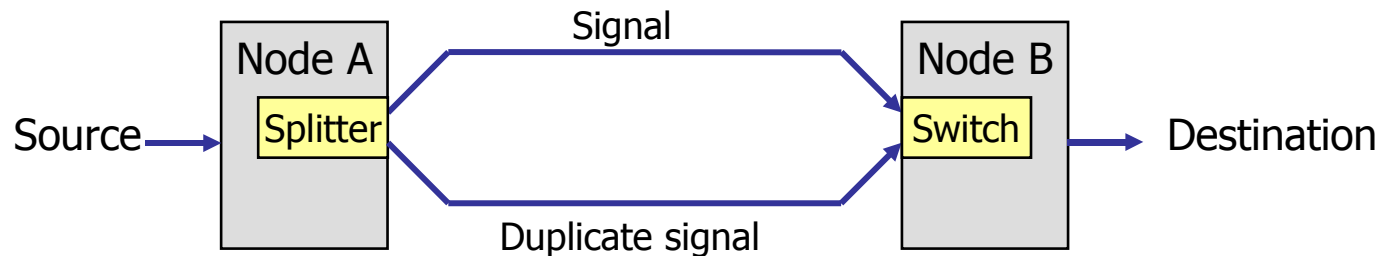 Signal
Node A
Node B
Source
Splitter
Switch
Destination
Duplicate signal